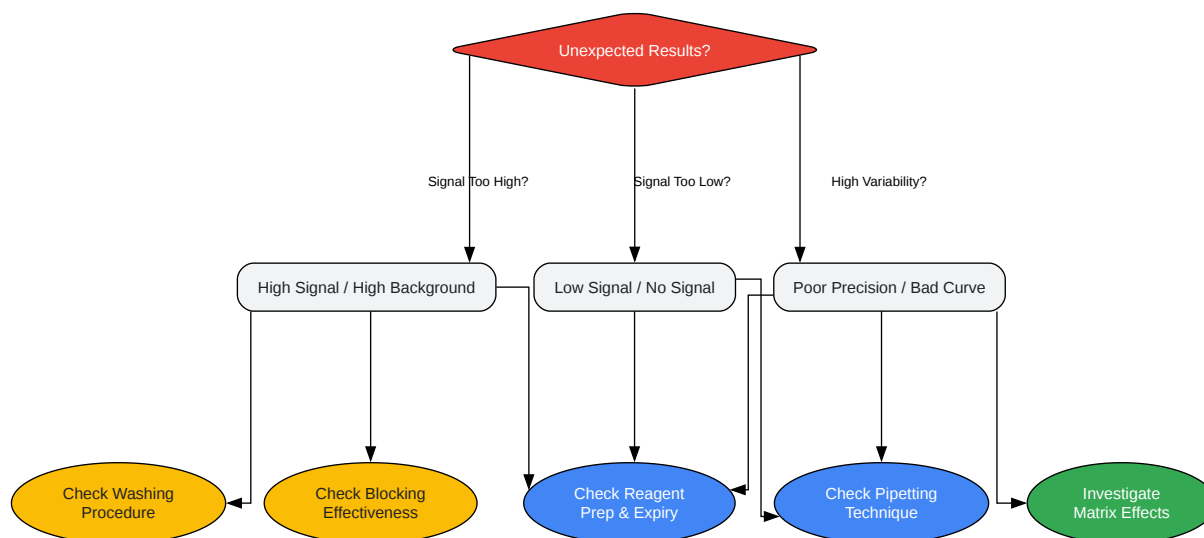 Unexpected Results?
Signal Too High?
Signal Too Low?
High Variability?
High Signal / High Background
Low Signal / No Signal
Poor Precision / Bad Curve
Check Washing
Procedure
Check Blocking
Effectiveness
Check Reagent
Prep & Expiry
Check Pipetting
Technique
Investigate
Matrix Effects